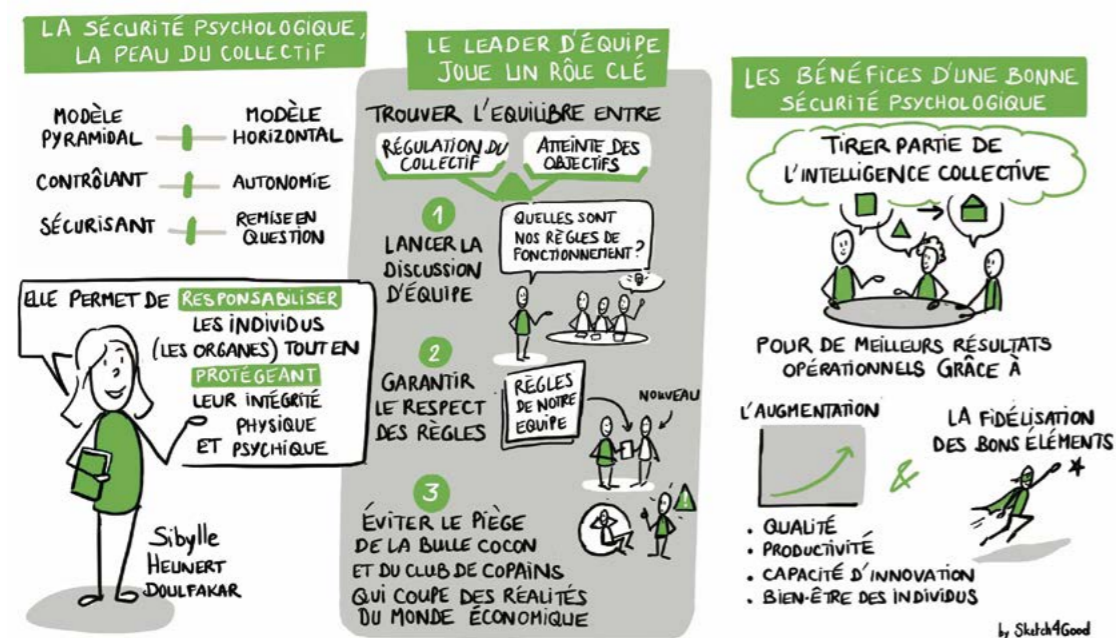 LA SÉCURITÉ PSYCHOLOGIQUE,
LA PEAU DU COLLECTIF
MODÈLE
PYRAMIDAL
MODÈLE
HORIZONTAL
CONTRÔLANT
AUTONOMIE
SÉCURISANT
REMISE EN
QUESTION
ELLE PERMET DE RESPONSABILISER
LES INDIVIDUS
(LES ORGANES) TOUT EN
PROTÉGEANT
LEUR INTÉGRITÉ
PHYSIQUE
ET PSYCHIQUE
Sibylle
HEUNERT
DOULFAKAR
LE LEADER D'ÉQUIPE
JOUE UN RÔLE CLÉ
TROUVER L'EQUILIBRE ENTRE
RÉGULATION DU
COLLECTIF
ATTEINTE DES
OBJECTIFS
1
LANCER LA
DISCUSSION
D'ÉQUIPE
QUELLES SONT
NOS RÈGLES DE
FONCTIONNEMENT ?
2
GARANTIR
LE RESPECT
DES RÈGLES
RÈGLES
DE NOTRE
EQUIPE
NOUVEAU
3
ÉVITER LE PIÈGE
DE LA BULLE COCON
ET DU CLUB DE COPAINS
QUI COUPE DES RÉALITÉS
DU MONDE ÉCONOMIQUE
!
LES BÉNÉFICES D'UNE BONNE
SÉCURITÉ PSYCHOLOGIQUE
TIRER PARTIE DE
L'INTELLIGENCE COLLECTIVE
POUR DE MEILLEURS RÉSULTATS
OPÉRATIONNELS GRÂCE À
L'AUGMENTATION
&
LA FIDÉLISATION
DES BONS ÉLÉMENTS
• QUALITÉ
• PRODUCTIVITÉ
• CAPACITÉ D'INNOVATION
• BIEN-ÊTRE DES INDIVIDUS
by Sketch4Good